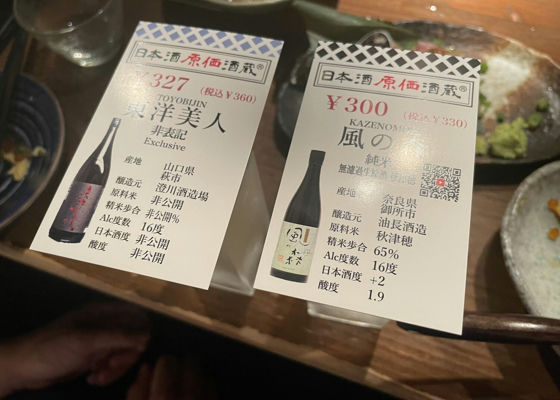 日本酒原価酒蔵®
¥327 (税込¥360)
TOYOBIJIN
東洋美人
非表記
Exclusive
産地 山口県
萩市
醸造元 澄川酒造場
原料米 非公開
精米歩合 非公開%
Alc度数 16度
日本酒度 非公開
酸度 非公開
日本酒原価酒蔵®
¥300 (税込¥330)
KAZENOMORI
風の森
純米
無濾過生原酒
産地 奈良県
御所市
醸造元 油長酒造
原料米 秋津穂
精米歩合 65%
Alc度数 16度
日本酒度 +2
酸度 1.9